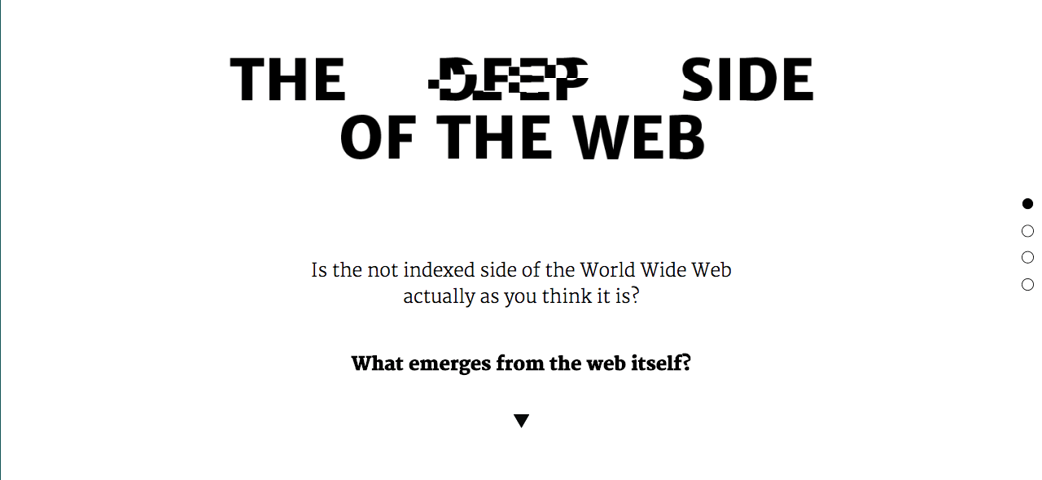 THE DEEP SIDE
OF THE WEB
Is the not indexed side of the World Wide Web
actually as you think it is?
What emerges from the web itself?